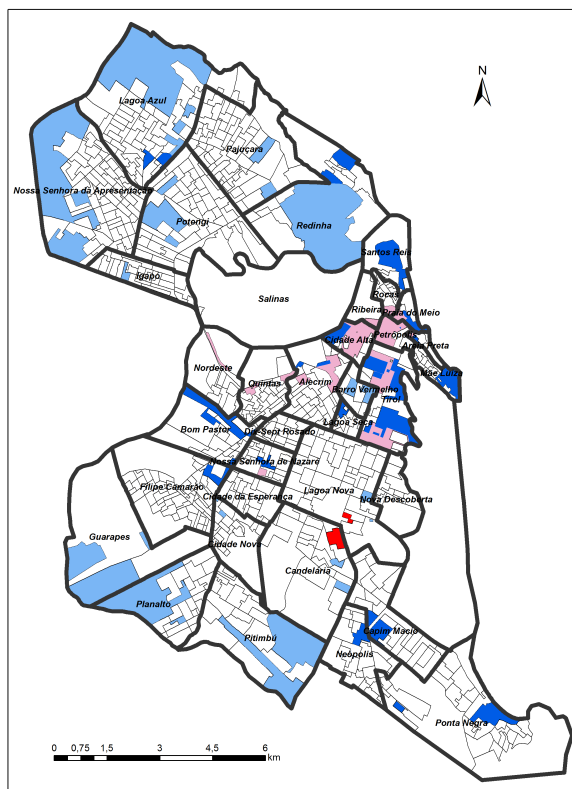 N
Lagoa Azul
Pajuçara
Nossa Senhora da Apresentação
Potengi
Redinha
Santos Reis
Igapó
Salinas
Rocas
Ribeira
Praia do Meio
Cidade Alta
Petrópolis
Areia Preta
Nordeste
Mãe Luiza
Quintas
Alecrim
Barro Vermelho
Tirol
Lagoa Seca
Bom Pastor
Dix-Sept Rosado
Nossa Senhora de Nazaré
Filipe Camarão
Lagoa Nova
Cidade da Esperança
Nova Descoberta
Guarapes
Cidade Nova
Candelária
Planalto
Pitimbú
Capim Macio
Neópolis
Ponta Negra
0 0,75 1,5 3 4,5 6
km